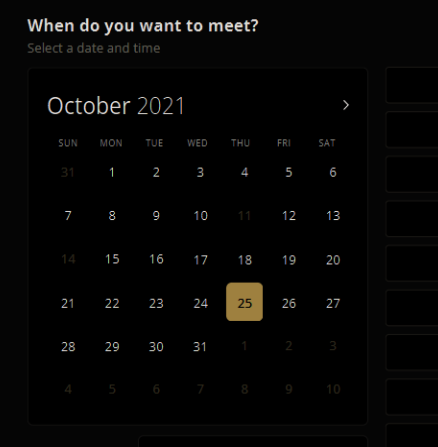 When do you want to meet?
Select a date and time
October 2021
SUN MON TUE WED THU FRI SAT
31 1 2 3 4 5 6
7 8 9 10 11 12 13
14 15 16 17 18 19 20
21 22 23 24 25 26 27
28 29 30 31 1 2 3
4 5 6 7 8 9 10